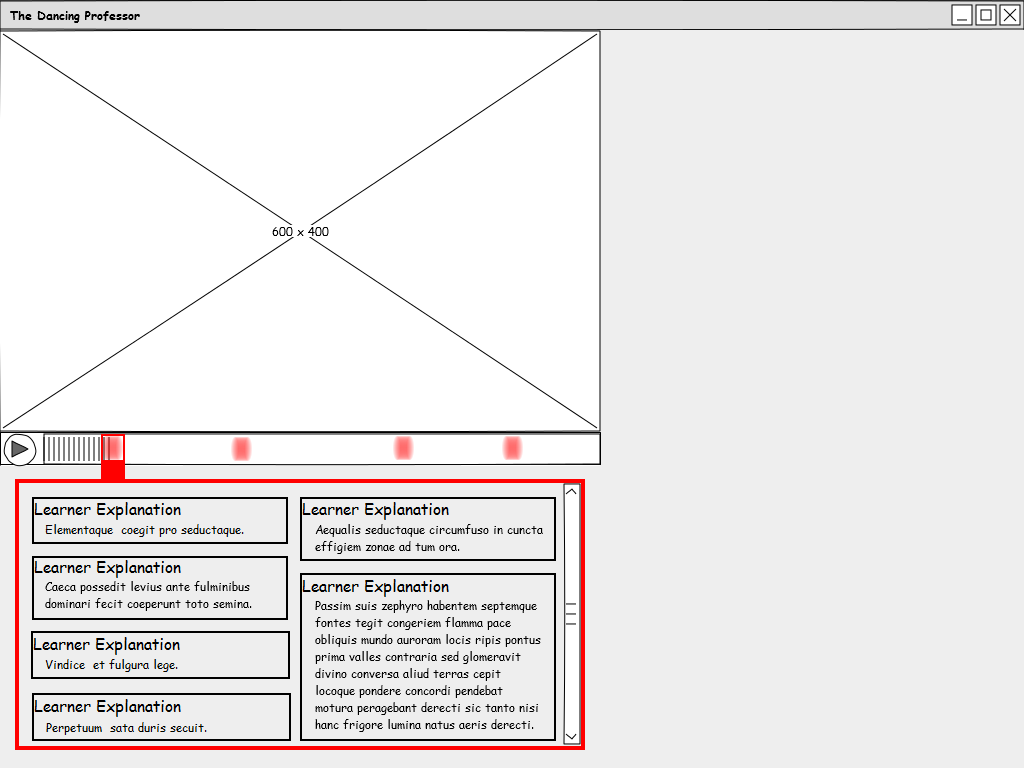 The Dancing Professor
600 x 400
Learner Explanation
Elementaque coegit pro seductaque.
Learner Explanation
Caeca possedit levius ante fulminibus
dominari fecit coeperunt toto semina.
Learner Explanation
Vindice et fulgura lege.
Learner Explanation
Perpetuum sata duris secuit.
Learner Explanation
Aequalis seductaque circumfuso in cuncta
effigiem zonae ad tum ora.
Learner Explanation
Passim suis zephyro habentem septemque
fontes tegit congeriem flamma pace
obliquis mundo auroram locis ripis pontus
prima valles contraria sed glomeravit
divino conversa aliud terras cepit
locoque pondere concordi pendebat
motura peragebant derecti sic tanto nisi
hanc frigore lumina natus aeris derecti.